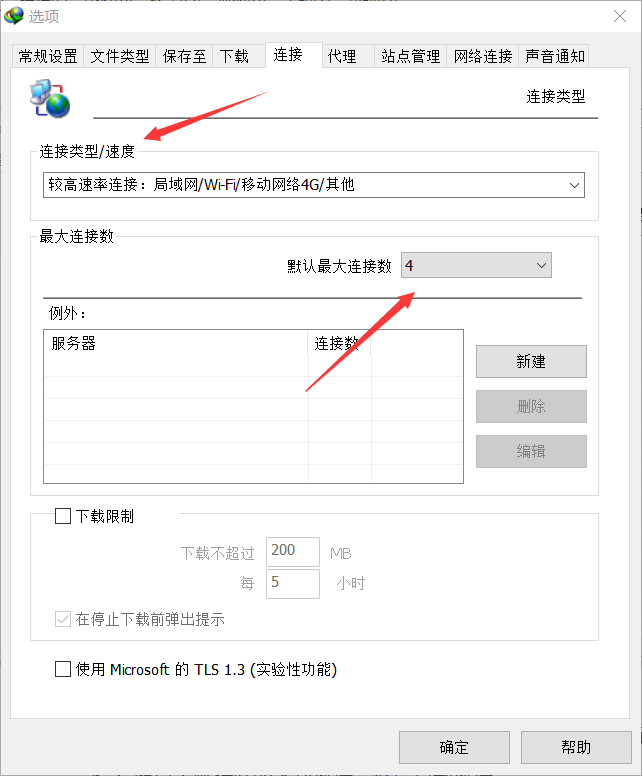 选项
常规设置 文件类型 保存至 下载 连接 代理 站点管理 网络连接 声音通知
连接类型
连接类型/速度
较高速率连接：局域网/Wi-Fi/移动网络4G/其他
最大连接数
默认最大连接数 4
例外：
服务器 连接数
新建
删除
编辑
下载限制
下载不超过 200 MB
每 5 小时
在停止下载前弹出提示
使用 Microsoft 的 TLS 1.3 (实验性功能)
确定 帮助